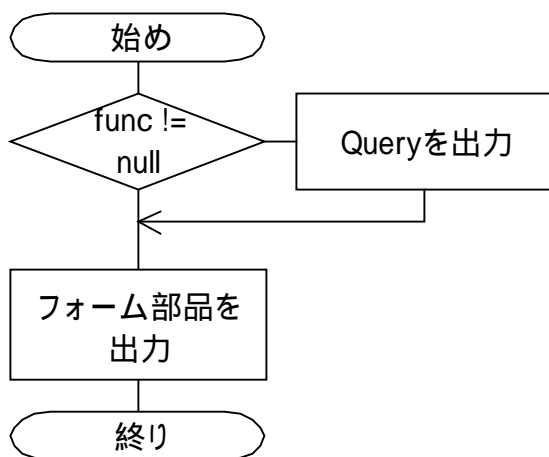 始め
func !=
null
Queryを出力
フォーム部品を
出力
終り